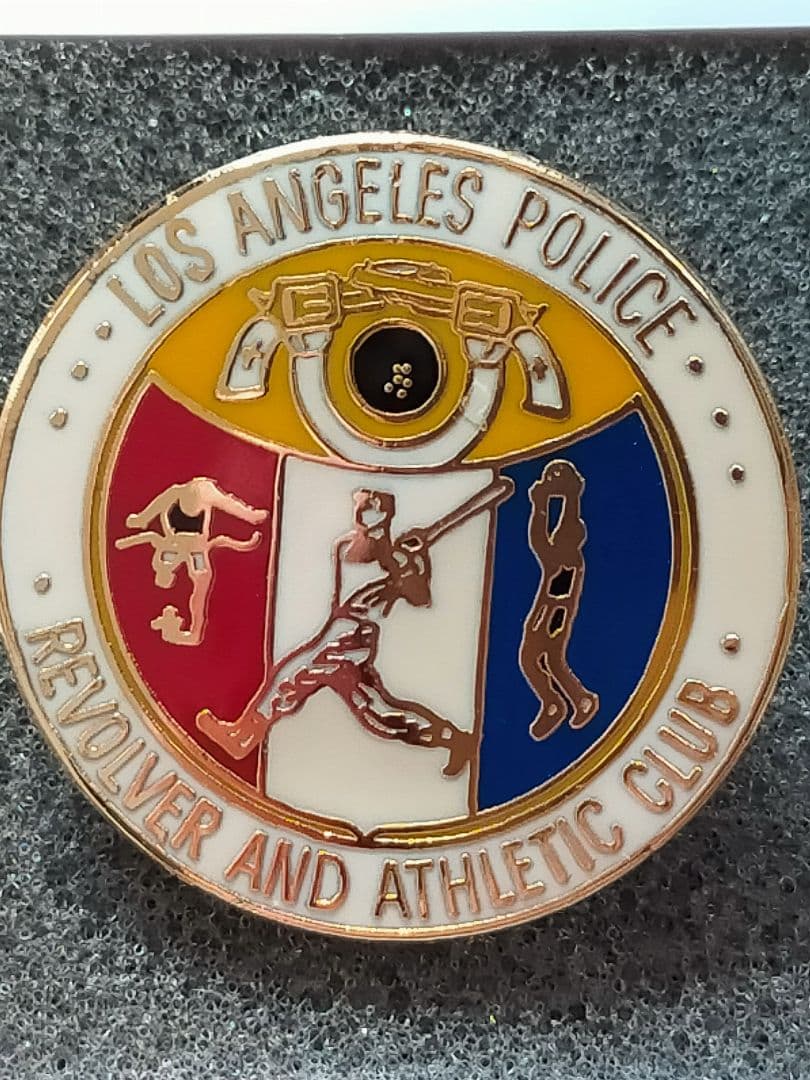 LOS ANGELES POLICE
REVOLVER AND ATHLETIC CLUB